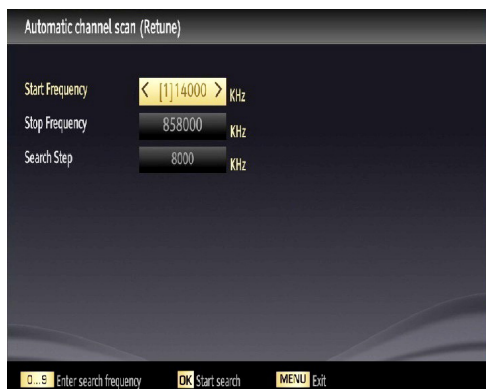 Automatic channel scan (Retune)
Start Frequency < [1]14000 > KHz
Stop Frequency 858000 KHz
Search Step 8000 KHz
0...9 Enter search frequency OK Start search MENU Exit